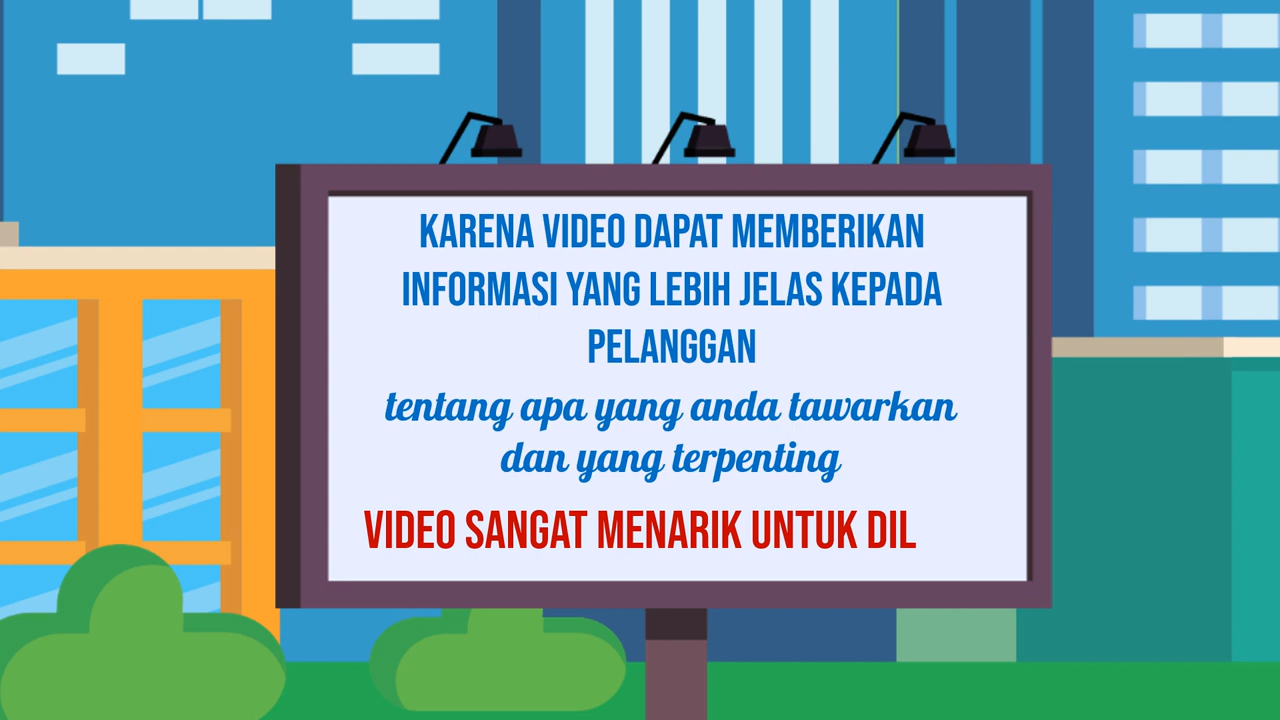 KARENA VIDEO DAPAT MEMBERIKAN
INFORMASI YANG LEBIH JELAS KEPADA
PELANGGAN
tentang apa yang anda tawarkan
dan yang terpenting
VIDEO SANGAT MENARIK UNTUK DIL